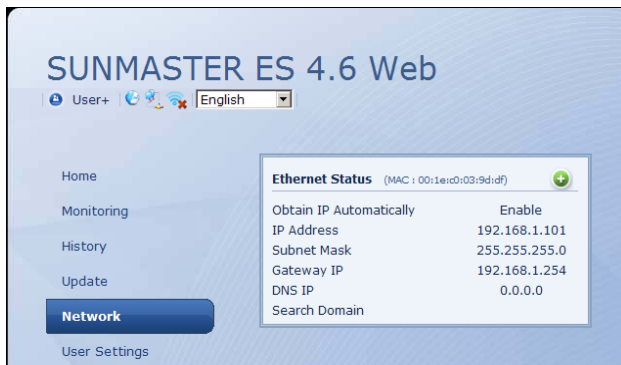 SUNMASTER ES 4.6 Web
User+ English
Home
Monitoring
History
Update
Network
User Settings
Ethernet Status (MAC : 00:1e:c0:03:9d:df)
Obtain IP Automatically Enable
IP Address 192.168.1.101
Subnet Mask 255.255.255.0
Gateway IP 192.168.1.254
DNS IP 0.0.0.0
Search Domain